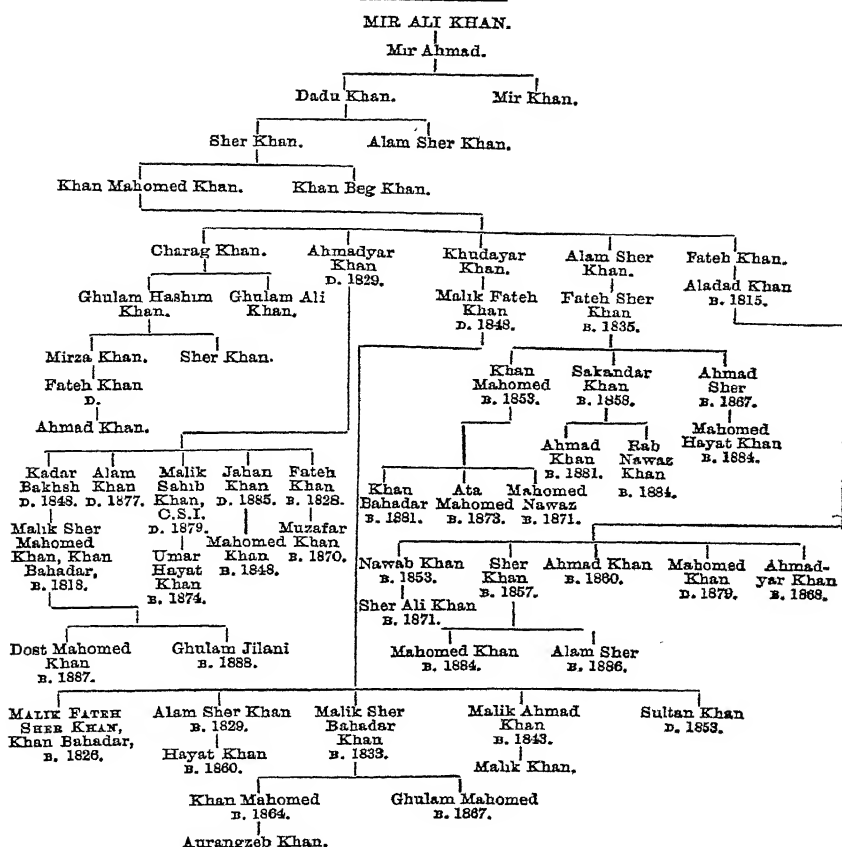 MIR ALI KHAN.
Mir Ahmad.
Dadu Khan. Mir Khan.
Sher Khan. Alam Sher Khan.
Khan Mahomed Khan. Khan Beg Khan.
Charag Khan. Ahmadyar Khudayar Alam Sher Fateh Khan.
Khan Khan. Khan.
D. 1829.
Aladad Khan
B. 1815.
Ghulam Hashim Ghulam Ali Malik Fateh Fateh Sher
Khan. Khan. Khan Khan
D. 1848. B. 1835.
Mirza Khan. Sher Khan.
Khan Sakandar Ahmad
Mahomed Khan Sher
B. 1853. B. 1858. B. 1867.
Fateh Khan
D.
Ahmad Khan.
Mahomed
Hayat Khan
B. 1884.
Ahmad Rab
Khan Nawaz
B. 1881. Khan
B. 1884.
Kadar Alam Malik Jahan Fateh
Bakhsh Khan Sahib Khan Khan
D. 1848. D. 1877. Khan, D. 1885. B. 1828.
C.S.I.
D. 1879.
Khan Ata Mahomed
Bahadar Mahomed Nawaz
B. 1881. B. 1873. B. 1871.
Malik Sher
Mahomed
Khan, Khan
Bahadar,
B. 1818.
Umar
Hayat
Khan
B. 1874.
Mahomed
Khan
B. 1848.
Muzafar
Khan
B. 1870.
Nawab Khan Sher Ahmad Khan Mahomed Ahmad-
B. 1853. Khan B. 1860. Khan yar Khan
B. 1857. D. 1879. B. 1868.
Sher Ali Khan
B. 1871.
Mahomed Khan Alam Sher
B. 1884. B. 1886.
Dost Mahomed Ghulam Jilani
Khan B. 1888.
B. 1887.
MALIK FATEH Alam Sher Khan Malik Sher Malik Ahmad Sultan Khan
SHER KHAN, B. 1829. Bahadar Khan D. 1853.
Khan Bahadar, Khan B. 1843.
B. 1826. B. 1833.
Hayat Khan
B. 1860.
Malik Khan.
Khan Mahomed Ghulam Mahomed
B. 1864. B. 1867.
Aurangzeb Khan.